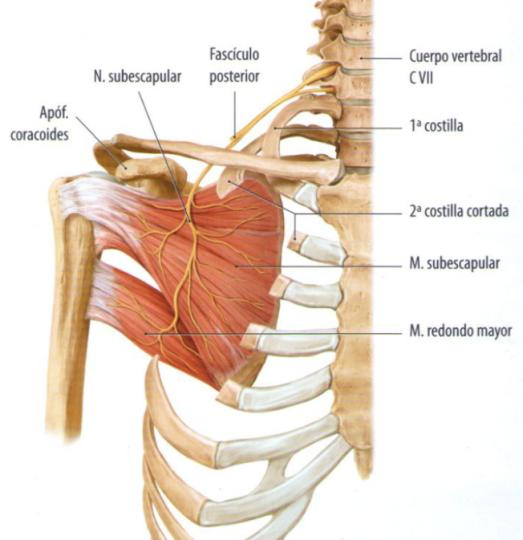 Fascículo
posterior
N. subescapular
Apóf.
coracoides
Cuerpo vertebral
C VII
1ª costilla
2ª costilla cortada
M. subescapular
M. redondo mayor